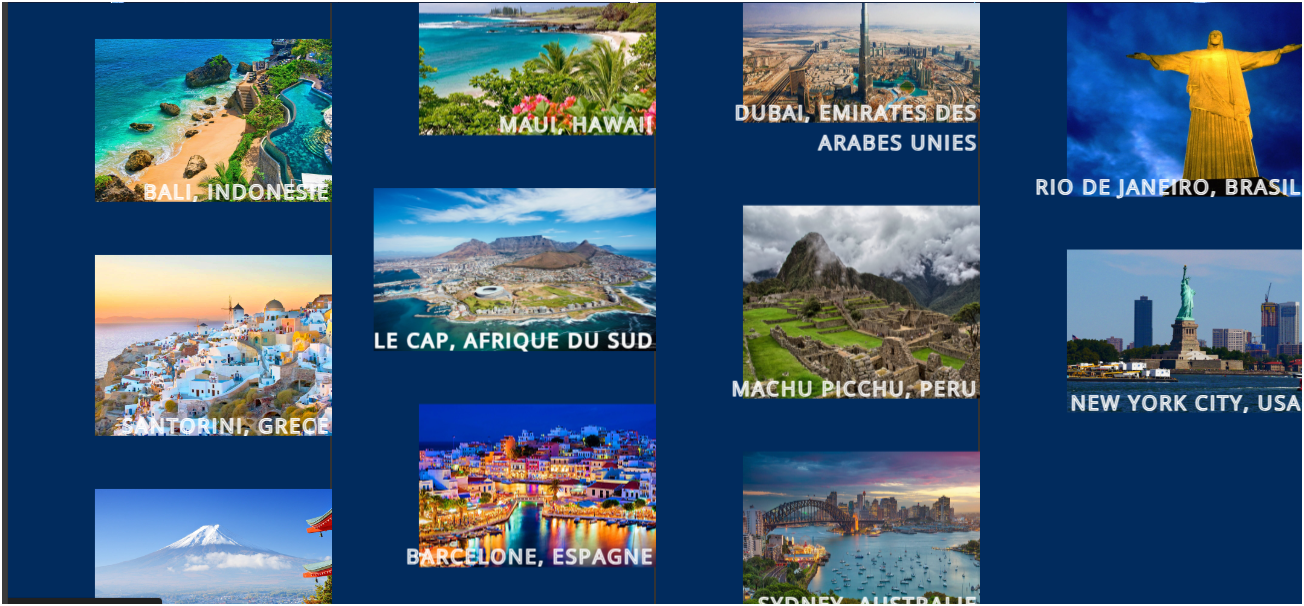 BALI, INDONESIE
SANTORINI, GRECE
MAUI, HAWAII
LE CAP, AFRIQUE DU SUD
BARCELONE, ESPAGNE
DUBAI, EMIRATES DES
ARABES UNIES
MACHU PICCHU, PERU
SYDNEY, AUSTRALIE
RIO DE JANEIRO, BRASIL
NEW YORK CITY, USA